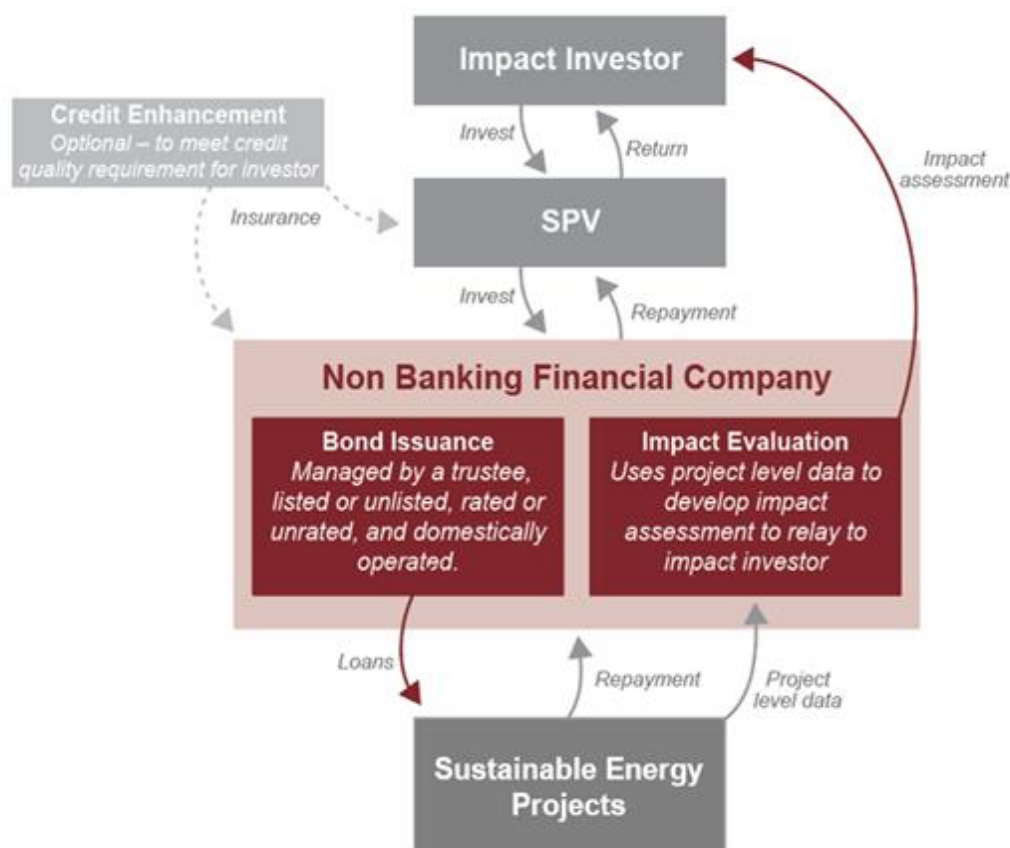 Impact Investor
Credit Enhancement
Optional – to meet credit
quality requirement for investor
Invest
Return
Impact
assessment
Insurance
SPV
Invest
Repayment
Non Banking Financial Company
Bond Issuance
Managed by a trustee,
listed or unlisted, rated or
unrated, and domestically
operated.
Impact Evaluation
Uses project level data to
develop impact
assessment to relay to
impact investor
Loans
Repayment
Project
level data
Sustainable Energy
Projects